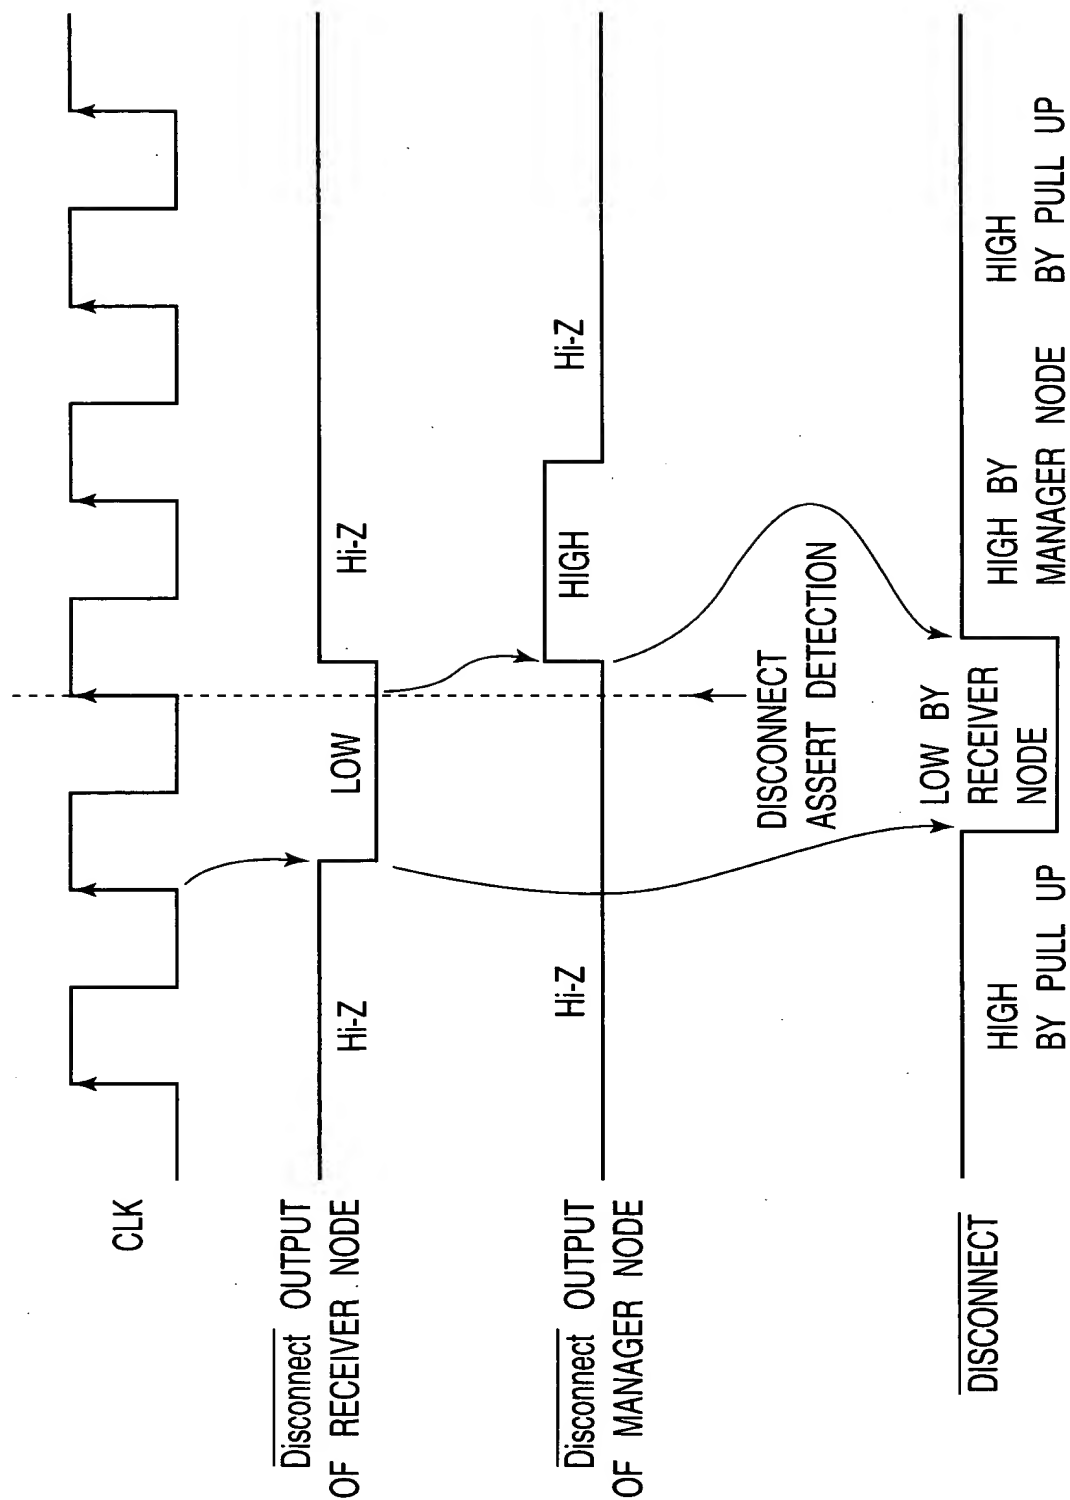 CLK
Disconnect OUTPUT
OF RECEIVER NODE
Hi-Z
LOW
Hi-Z
Disconnect OUTPUT
OF MANAGER NODE
Hi-Z
HIGH
Hi-Z
DISCONNECT
ASSERT DETECTION
DISCONNECT
HIGH
BY PULL UP
LOW BY
RECEIVER
NODE
HIGH BY
MANAGER NODE
HIGH
BY PULL UP